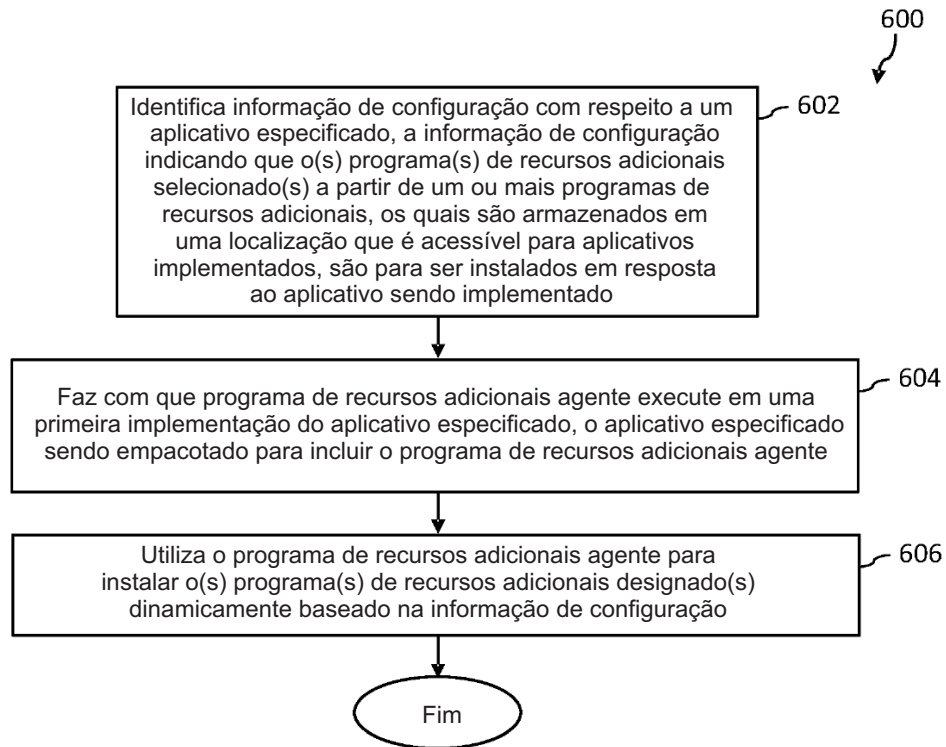 600
Identifica informação de configuração com respeito a um
aplicativo especificado, a informação de configuração
indicando que o(s) programa(s) de recursos adicionais
selecionado(s) a partir de um ou mais programas de
recursos adicionais, os quais são armazenados em
uma localização que é acessível para aplicativos
implementados, são para ser instalados em resposta
ao aplicativo sendo implementado
602
Faz com que programa de recursos adicionais agente execute em uma
primeira implementação do aplicativo especificado, o aplicativo especificado
sendo empacotado para incluir o programa de recursos adicionais agente
604
Utiliza o programa de recursos adicionais agente para
instalar o(s) programa(s) de recursos adicionais designado(s)
dinamicamente baseado na informação de configuração
606
Fim